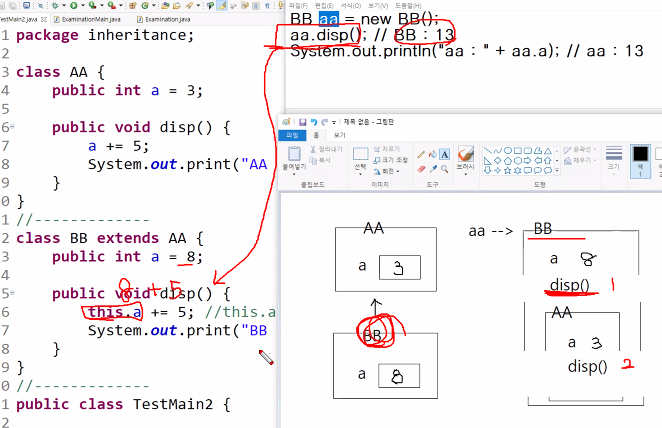 TestMain2.java
ExaminationMain.java
Examination.java
1 package inheritance;
2
3 class AA {
4 public int a = 3;
5
6 public void disp() {
7 a += 5;
8 System.out.print("AA
9 }
0 }
1 //-------------
2 class BB extends AA {
3 public int a = 8;
4
8 + 5
5 public void disp() {
6 this.a += 5; //this.a
7 System.out.print("BB
8 }
9 }
0 //-------------
1 public class TestMain2 {
2
파일(F) 편집(E) 서식(O) 보기(V) 도움말(H)
BB aa = new BB();
aa.disp(); // BB : 13
System.out.println("aa : " + aa.a); // aa : 13
제목 없음 - 그림판
파일 홈 보기
붙여넣기
잘라내기
복사
클립보드
선택
자르기
크기 조정
회전
이미지
A
도구
브러시
윤곽선
채우기
도형
굵기
색 1
색
AA
a 3
BB
a 8
aa --> BB
a 8
disp() 1
AA
a 3
disp() 2